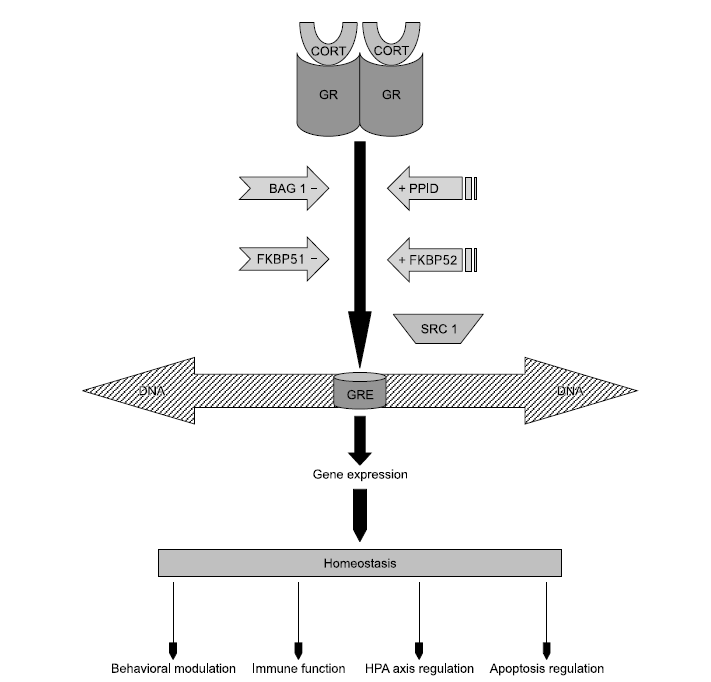 CORT CORT
GR GR
BAG 1 − + PPID
FKBP51 − + FKBP52
SRC 1
DNA GRE DNA
Gene expression
Homeostasis
Behavioral modulation Immune function HPA axis regulation Apoptosis regulation